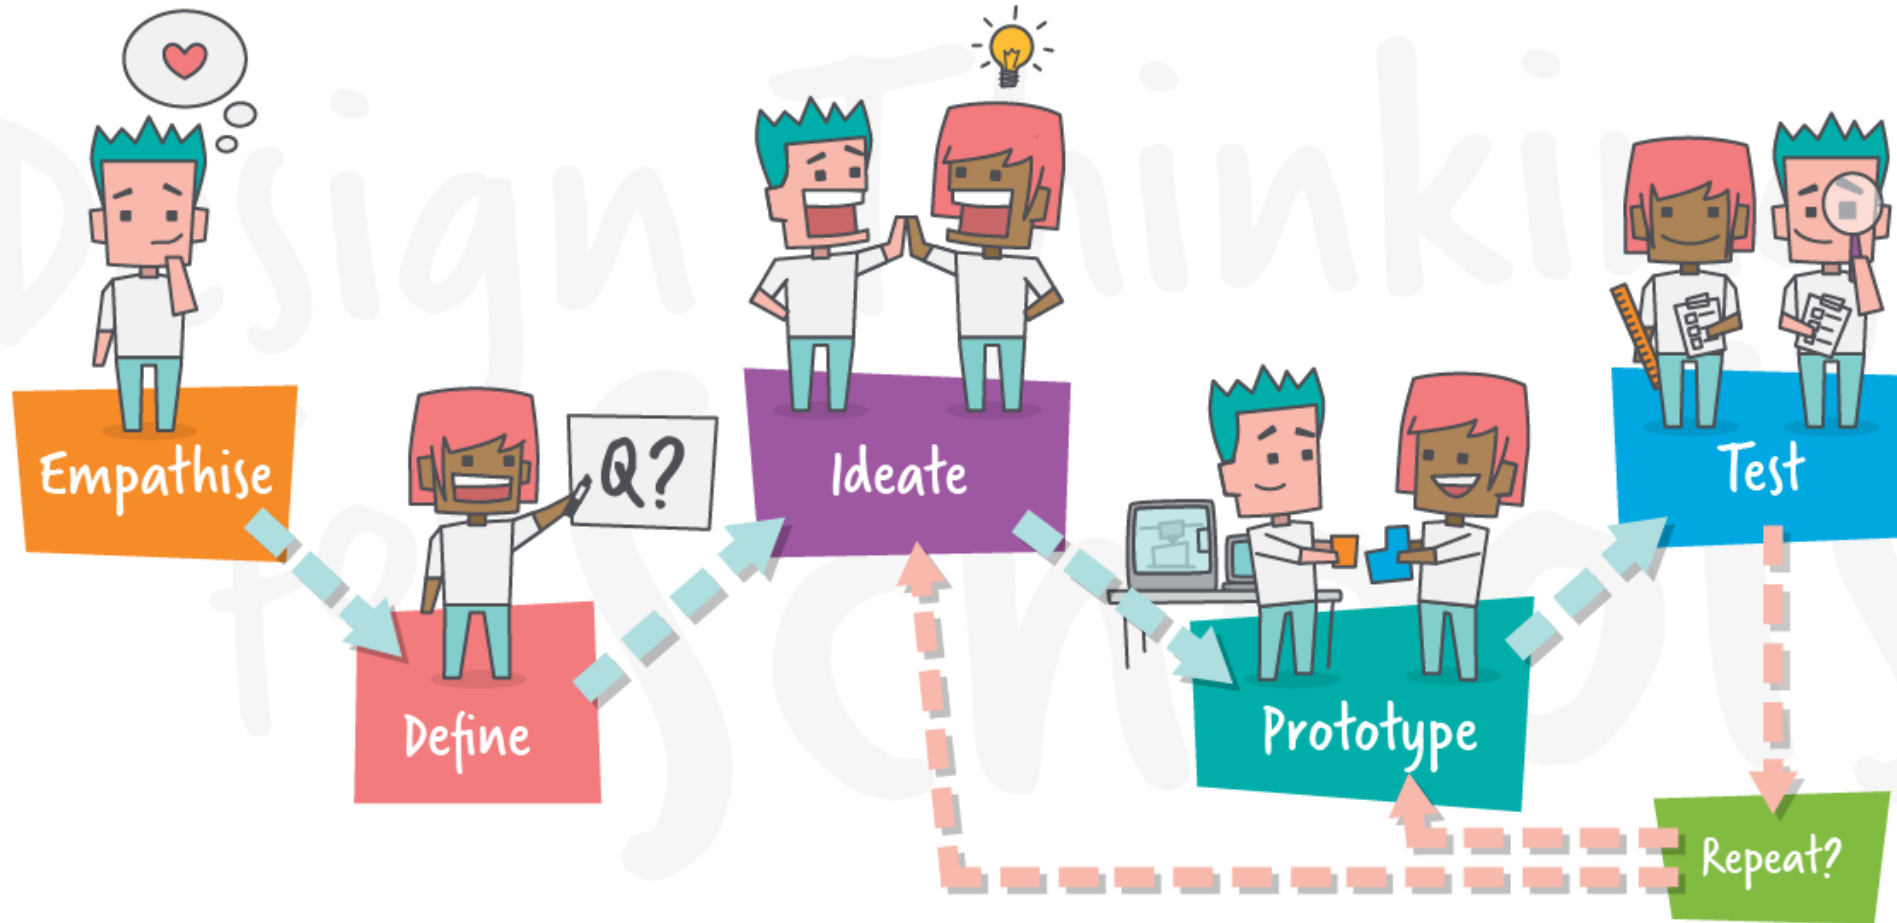 Design Thinking
for Schools
Empathise
Define
Q?
Ideate
Prototype
Test
Repeat?